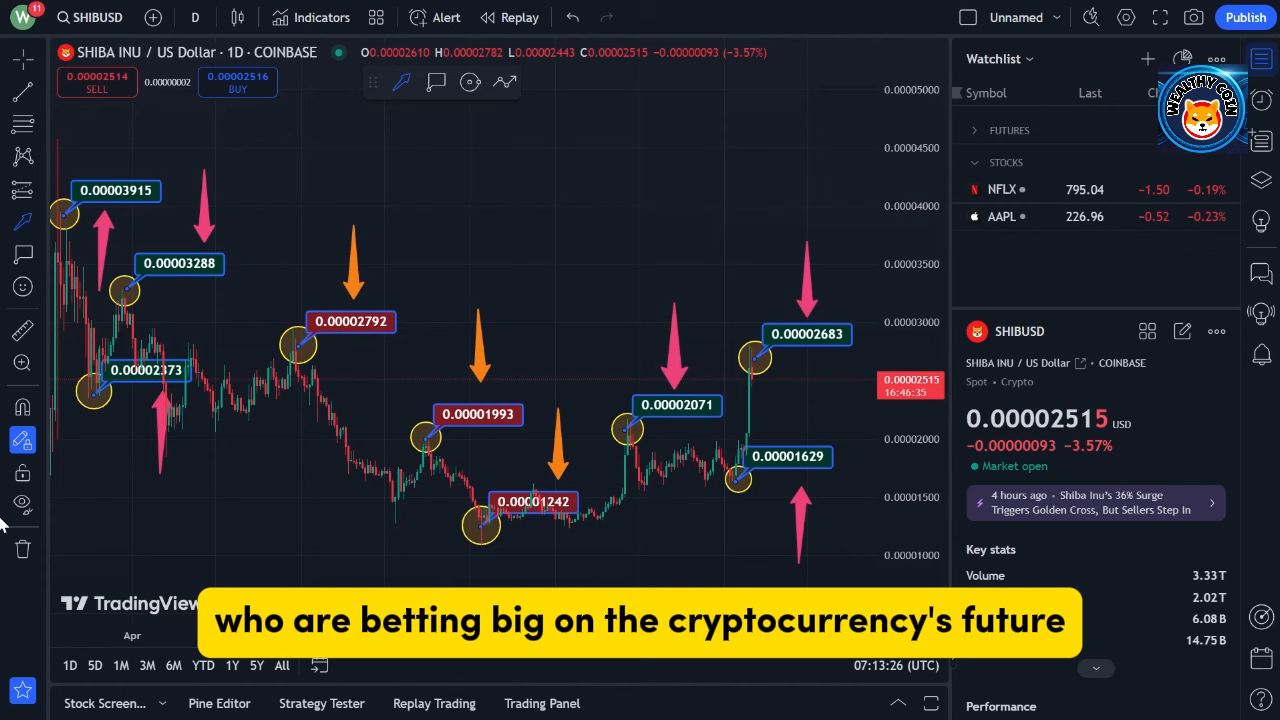 W 11 SHIBUSD D Indicators Alert Replay Unnamed Publish
SHIBA INU / US Dollar · 1D · COINBASE O0.00002610 H0.00002782 L0.00002443 C0.00002515 −0.00000093 (−3.57%)
0.00002514
SELL
0.00000002
0.00002516
BUY
0.00005000
0.00004500
0.00004000
0.00003500
0.00003000
0.00002515
16:46:35
0.00002000
0.00001500
0.00001000
0.00003915
0.00003288
0.00002373
0.00002792
0.00001993
0.00001242
0.00002071
0.00002683
0.00001629
TradingView
who are betting big on the cryptocurrency's future
Apr
1D 5D 1M 3M 6M YTD 1Y 5Y All 07:13:26 (UTC)
Stock Screen... Pine Editor Strategy Tester Replay Trading Trading Panel
Watchlist
Symbol Last Ch
WEALTHY COIN
FUTURES
STOCKS
NFLX 795.04 −1.50 −0.19%
AAPL 226.96 −0.52 −0.23%
SHIBUSD
SHIBA INU / US Dollar · COINBASE
Spot · Crypto
0.00002515 USD
−0.00000093 −3.57%
Market open
4 hours ago · Shiba Inu's 36% Surge
Triggers Golden Cross, But Sellers Step In
Key stats
Volume 3.33T
2.02T
6.08B
14.75B
Performance